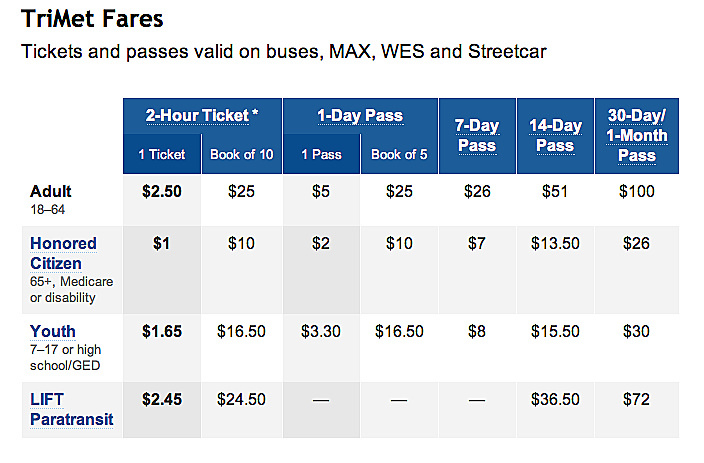 TriMet Fares
Tickets and passes valid on buses, MAX, WES and Streetcar
2-Hour Ticket * 1-Day Pass 7-Day Pass 14-Day Pass 30-Day/ 1-Month Pass
1 Ticket Book of 10 1 Pass Book of 5
Adult $2.50 $25 $5 $25 $26 $51 $100
18–64
Honored $1 $10 $2 $10 $7 $13.50 $26
Citizen
65+, Medicare
or disability
Youth $1.65 $16.50 $3.30 $16.50 $8 $15.50 $30
7–17 or high
school/GED
LIFT $2.45 $24.50 — — — $36.50 $72
Paratransit